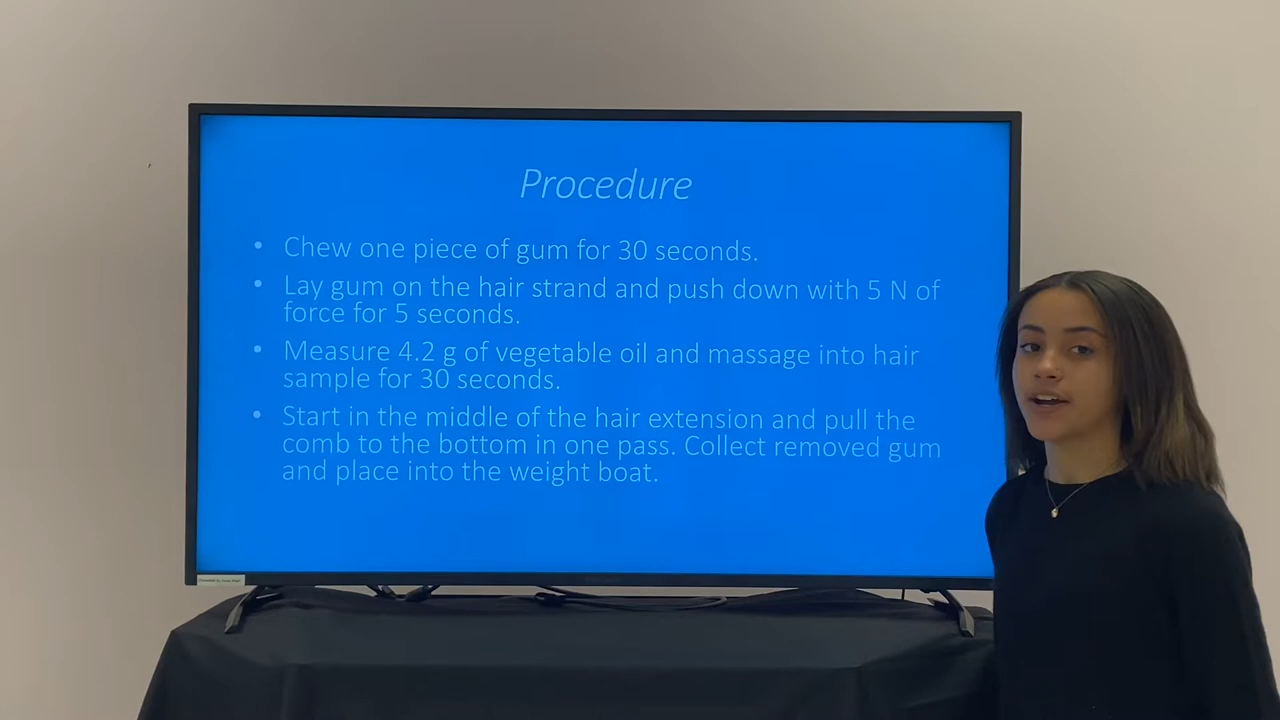 Procedure
• Chew one piece of gum for 30 seconds.
• Lay gum on the hair strand and push down with 5 N of
force for 5 seconds.
• Measure 4.2 g of vegetable oil and massage into hair
sample for 30 seconds.
• Start in the middle of the hair extension and pull the
comb to the bottom in one pass. Collect removed gum
and place into the weight boat.